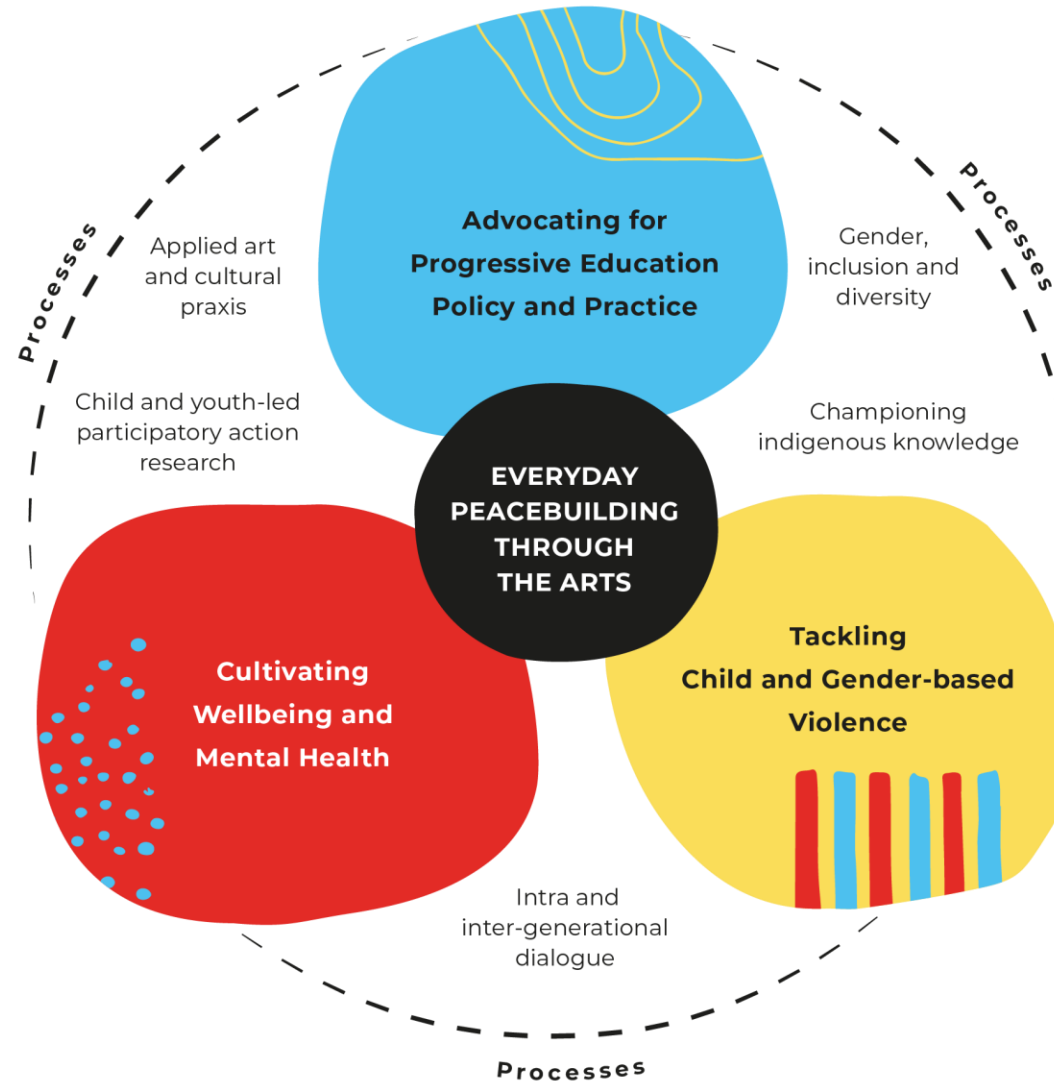 Advocating for
Progressive Education
Policy and Practice
Processes
Applied art
and cultural
praxis
Gender,
inclusion and
diversity
Processes
Child and youth-led
participatory action
research
Championing
indigenous knowledge
EVERYDAY
PEACEBUILDING
THROUGH
THE ARTS
Cultivating
Wellbeing and
Mental Health
Tackling
Child and Gender-based
Violence
Intra and
inter-generational
dialogue
Processes